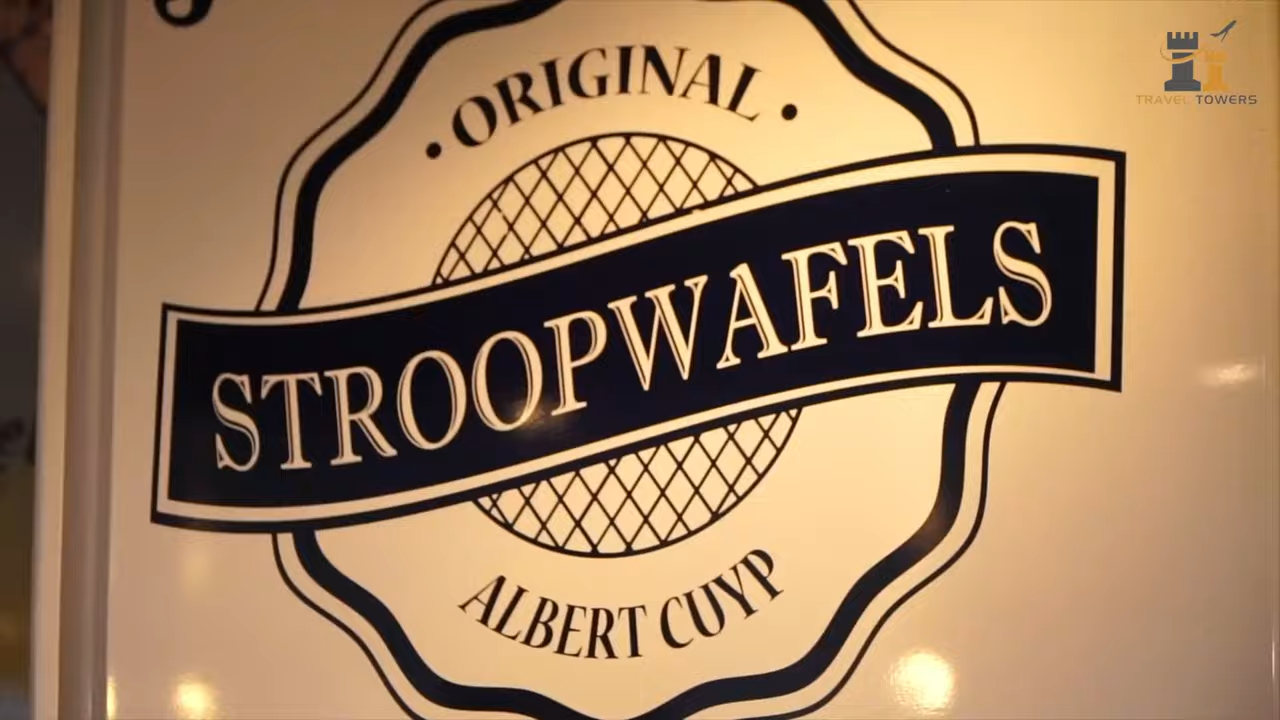 TRAVEL TOWERS
• ORIGINAL •
STROOPWAFELS
ALBERT CUYP